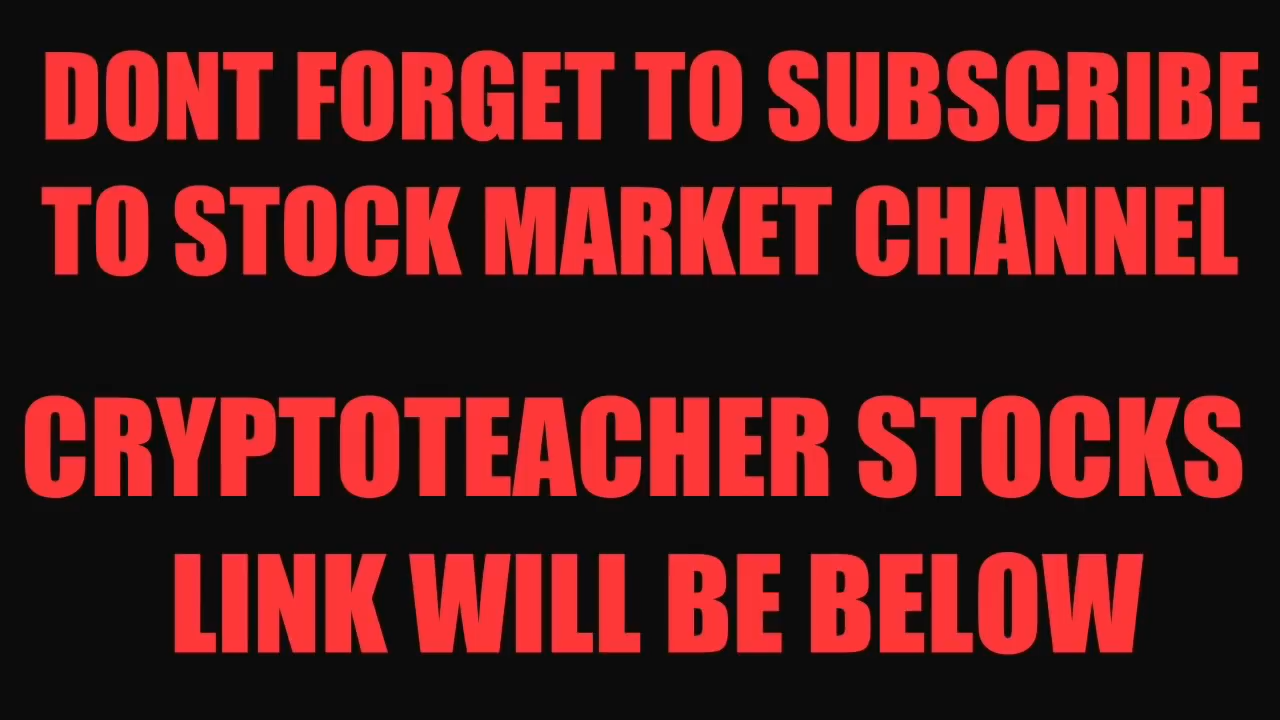 DONT FORGET TO SUBSCRIBE
TO STOCK MARKET CHANNEL
CRYPTOTEACHER STOCKS
LINK WILL BE BELOW